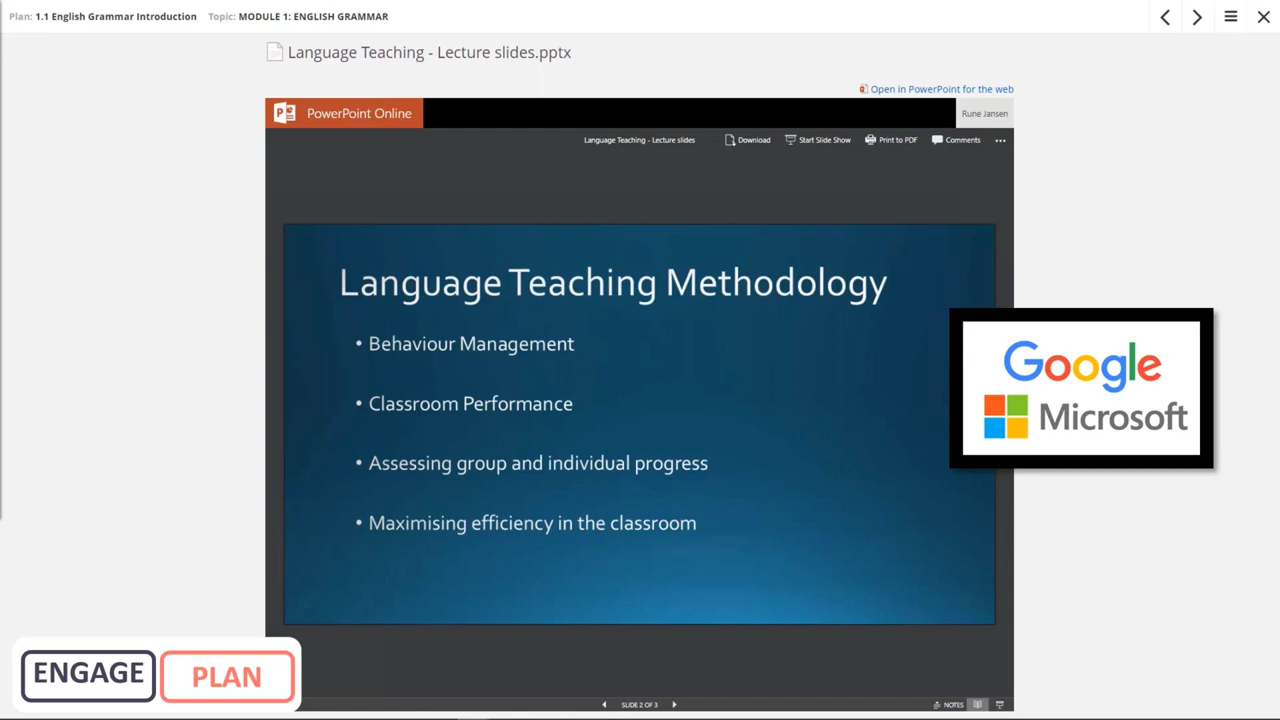 Plan: 1.1 English Grammar Introduction Topic: MODULE 1: ENGLISH GRAMMAR
Language Teaching - Lecture slides.pptx
Open in PowerPoint for the web
PowerPoint Online
Rune Jansen
Language Teaching - Lecture slides Download Start Slide Show Print to PDF Comments
Language Teaching Methodology
• Behaviour Management
• Classroom Performance
• Assessing group and individual progress
• Maximising efficiency in the classroom
Google
Microsoft
ENGAGE PLAN
SLIDE 2 OF 3 NOTES